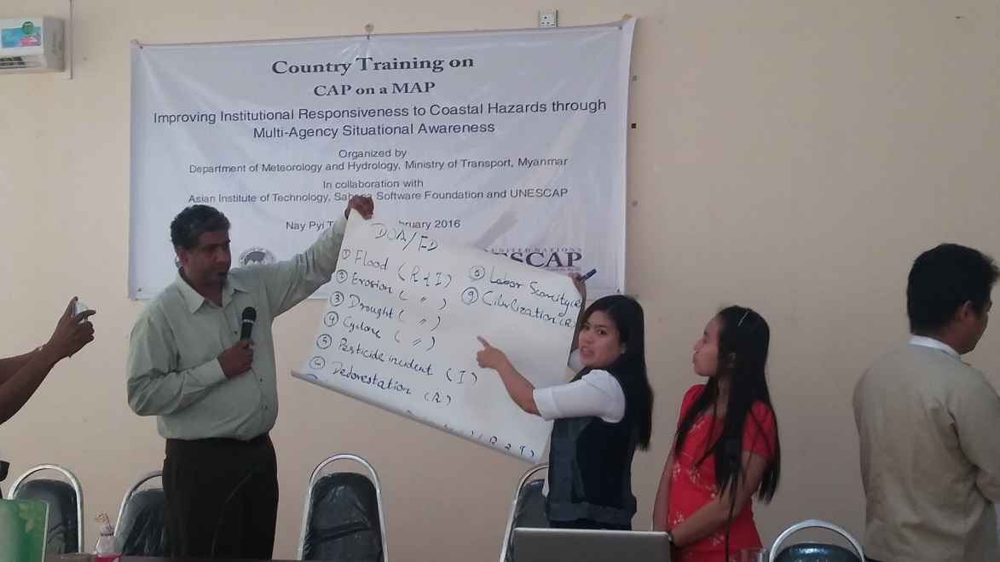 Country Training on
CAP on a MAP
Improving Institutional Responsiveness to Coastal Hazards through
Multi-Agency Situational Awareness
Organized by
Department of Meteorology and Hydrology, Ministry of Transport, Myanmar
In collaboration with
Asian Institute of Technology, Software Foundation and UNESCAP
Nay Pyi 2016
UNITED NATIONS
ESCAP
DOA/FD
① Flood (R & I)
② Erosion ( " )
③ Drought ( " )
④ Cyclone ( " )
⑤ Pesticide incident (I)
⑥ Deforestation (R)
(R & I)
⑧ Labor Scarcity (R)
⑨ (R)